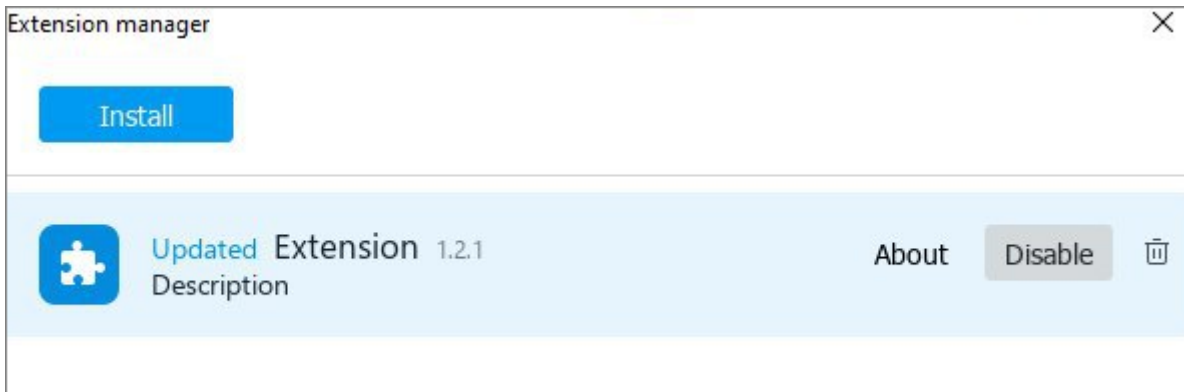 Extension manager
Install
Updated Extension 1.2.1 About Disable
Description